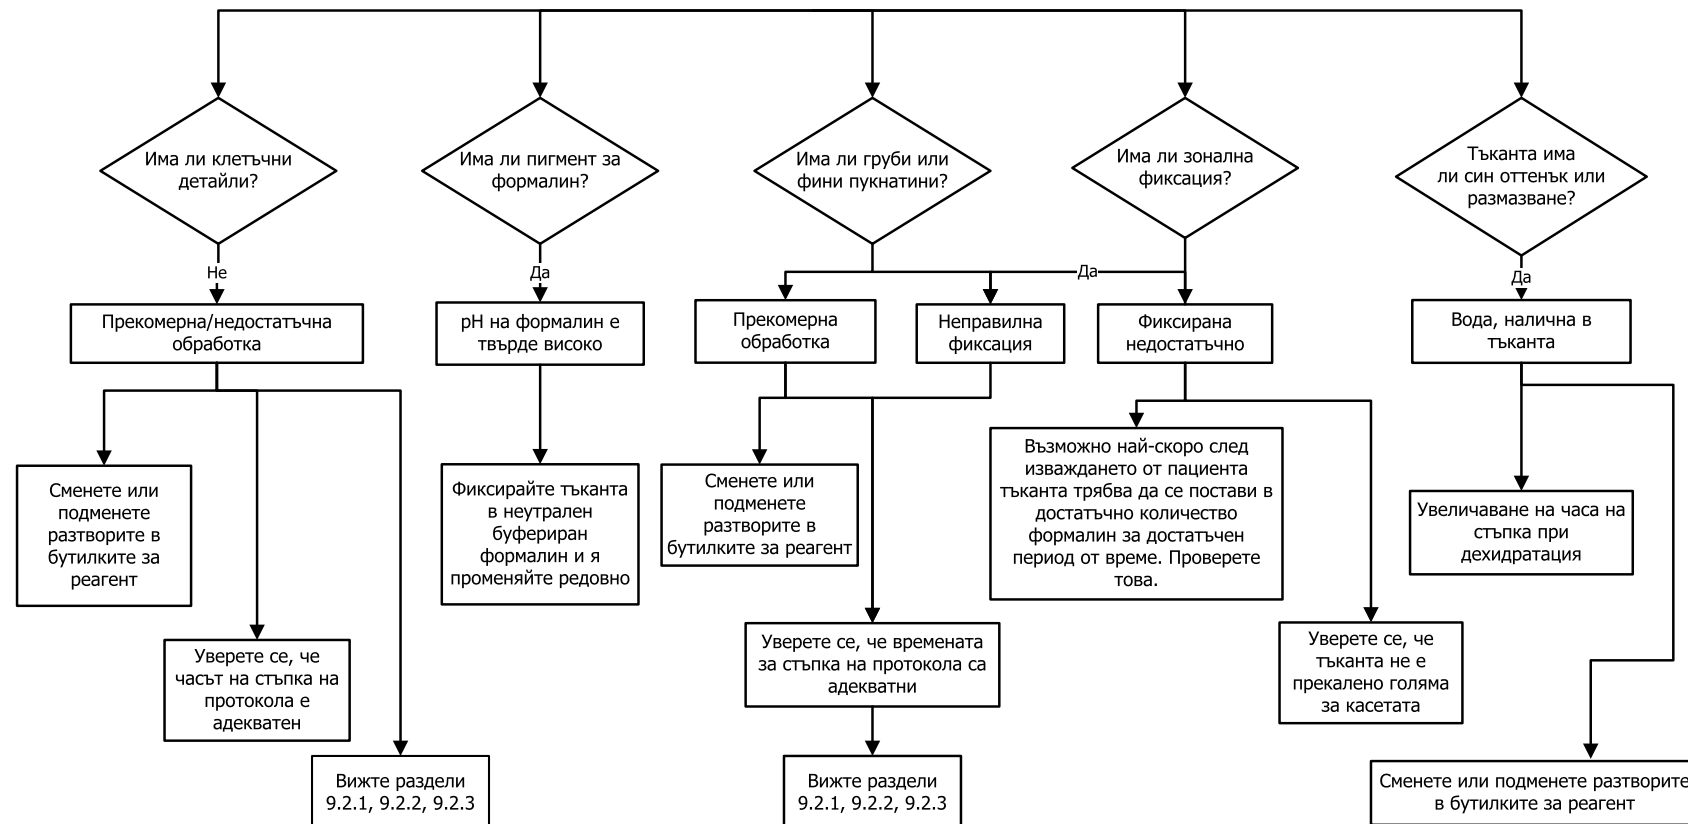 Има ли клетъчни
детайли?
Има ли пигмент за
формалин?
Има ли груби или
фини пукнатини?
Има ли зонална
фиксация?
Тъканта има
ли син оттенък или
размазване?
Не
Да
Да
Да
Прекомерна/недостатъчна
обработка
pH на формалин е
твърде високо
Прекомерна
обработка
Неправилна
фиксация
Фиксирана
недостатъчно
Вода, налична в
тъканта
Сменете или
подменете
разтворите в
бутилките за
реагент
Фиксирайте тъканта
в неутрален
буфериран
формалин и я
променяйте редовно
Сменете или
подменете
разтворите в
бутилките за реагент
Възможно най-скоро след
изваждането от пациента
тъканта трябва да се постави в
достатъчно количество
формалин за достатъчен
период от време. Проверете
това.
Увеличаване на часа на
стъпка при
дехидратация
Уверете се, че
часът на стъпка на
протокола е
адекватен
Уверете се, че времената
за стъпка на протокола са
адекватни
Уверете се, че
тъканта не е
прекалено голяма
за касетата
Вижте раздели
9.2.1, 9.2.2, 9.2.3
Вижте раздели
9.2.1, 9.2.2, 9.2.3
Сменете или подменете разтворите
в бутилките за реагент